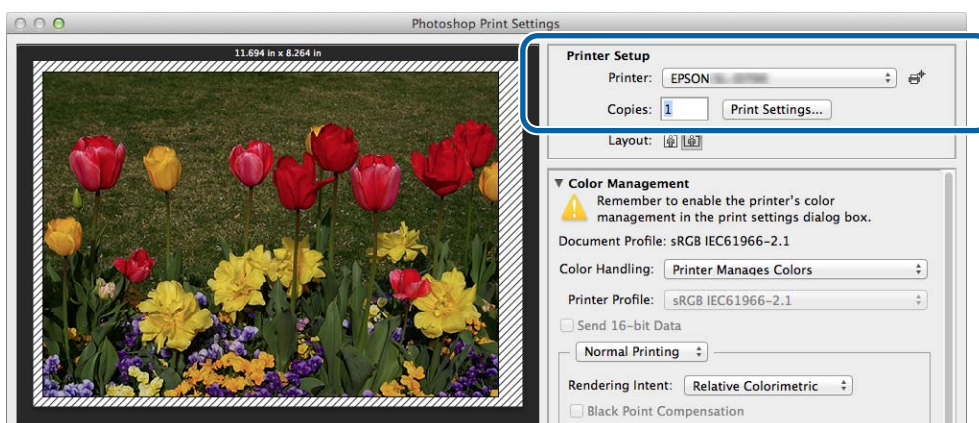 Photoshop Print Settings
11.694 in x 8.264 in
Printer Setup
Printer: EPSON
Copies: 1 Print Settings...
Layout:
Color Management
Remember to enable the printer's color
management in the print settings dialog box.
Document Profile: sRGB IEC61966-2.1
Color Handling: Printer Manages Colors
Printer Profile: sRGB IEC61966-2.1
Send 16-bit Data
Normal Printing
Rendering Intent: Relative Colorimetric
Black Point Compensation